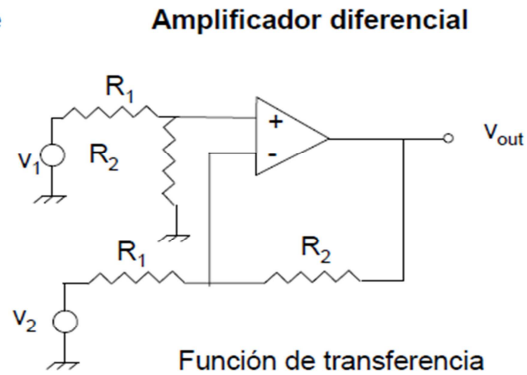 Amplificador diferencial
R1
+
Vout
V1
R2
-
R1
R2
V2
Función de transferencia